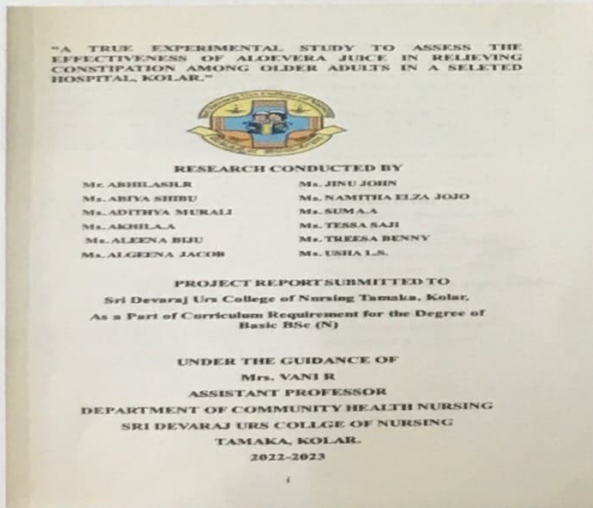 "A TRUE EXPERIMENTAL STUDY TO ASSESS THE
EFFECTIVENESS OF ALOEVERA JUICE IN RELIEVING
CONSTIPATION AMONG OLDER ADULTS IN A SELETED
HOSPITAL, KOLAR."
RESEARCH CONDUCTED BY
Mr. ABHILASH.R Ms. JINU JOHN
Ms. ABIYA SHIBU Ms. NAMITHA ELZA JOJO
Ms. ADITHYA MURALI Ms. SUMA.A
Ms. AKHILA.A Ms. TESSA SAJI
Ms. ALEENA BIJU Ms. TREESA BENNY
Ms. ALGEENA JACOB Ms. USHA L.S.
PROJECT REPORT SUBMITTED TO
Sri Devaraj Urs College of Nursing Tamaka, Kolar,
As a Part of Curriculum Requirement for the Degree of
Basic BSc (N)
UNDER THE GUIDANCE OF
Mrs. VANI R
ASSISTANT PROFESSOR
DEPARTMENT OF COMMUNITY HEALTH NURSING
SRI DEVARAJ URS COLLGE OF NURSING
TAMAKA, KOLAR.
2022-2023
i